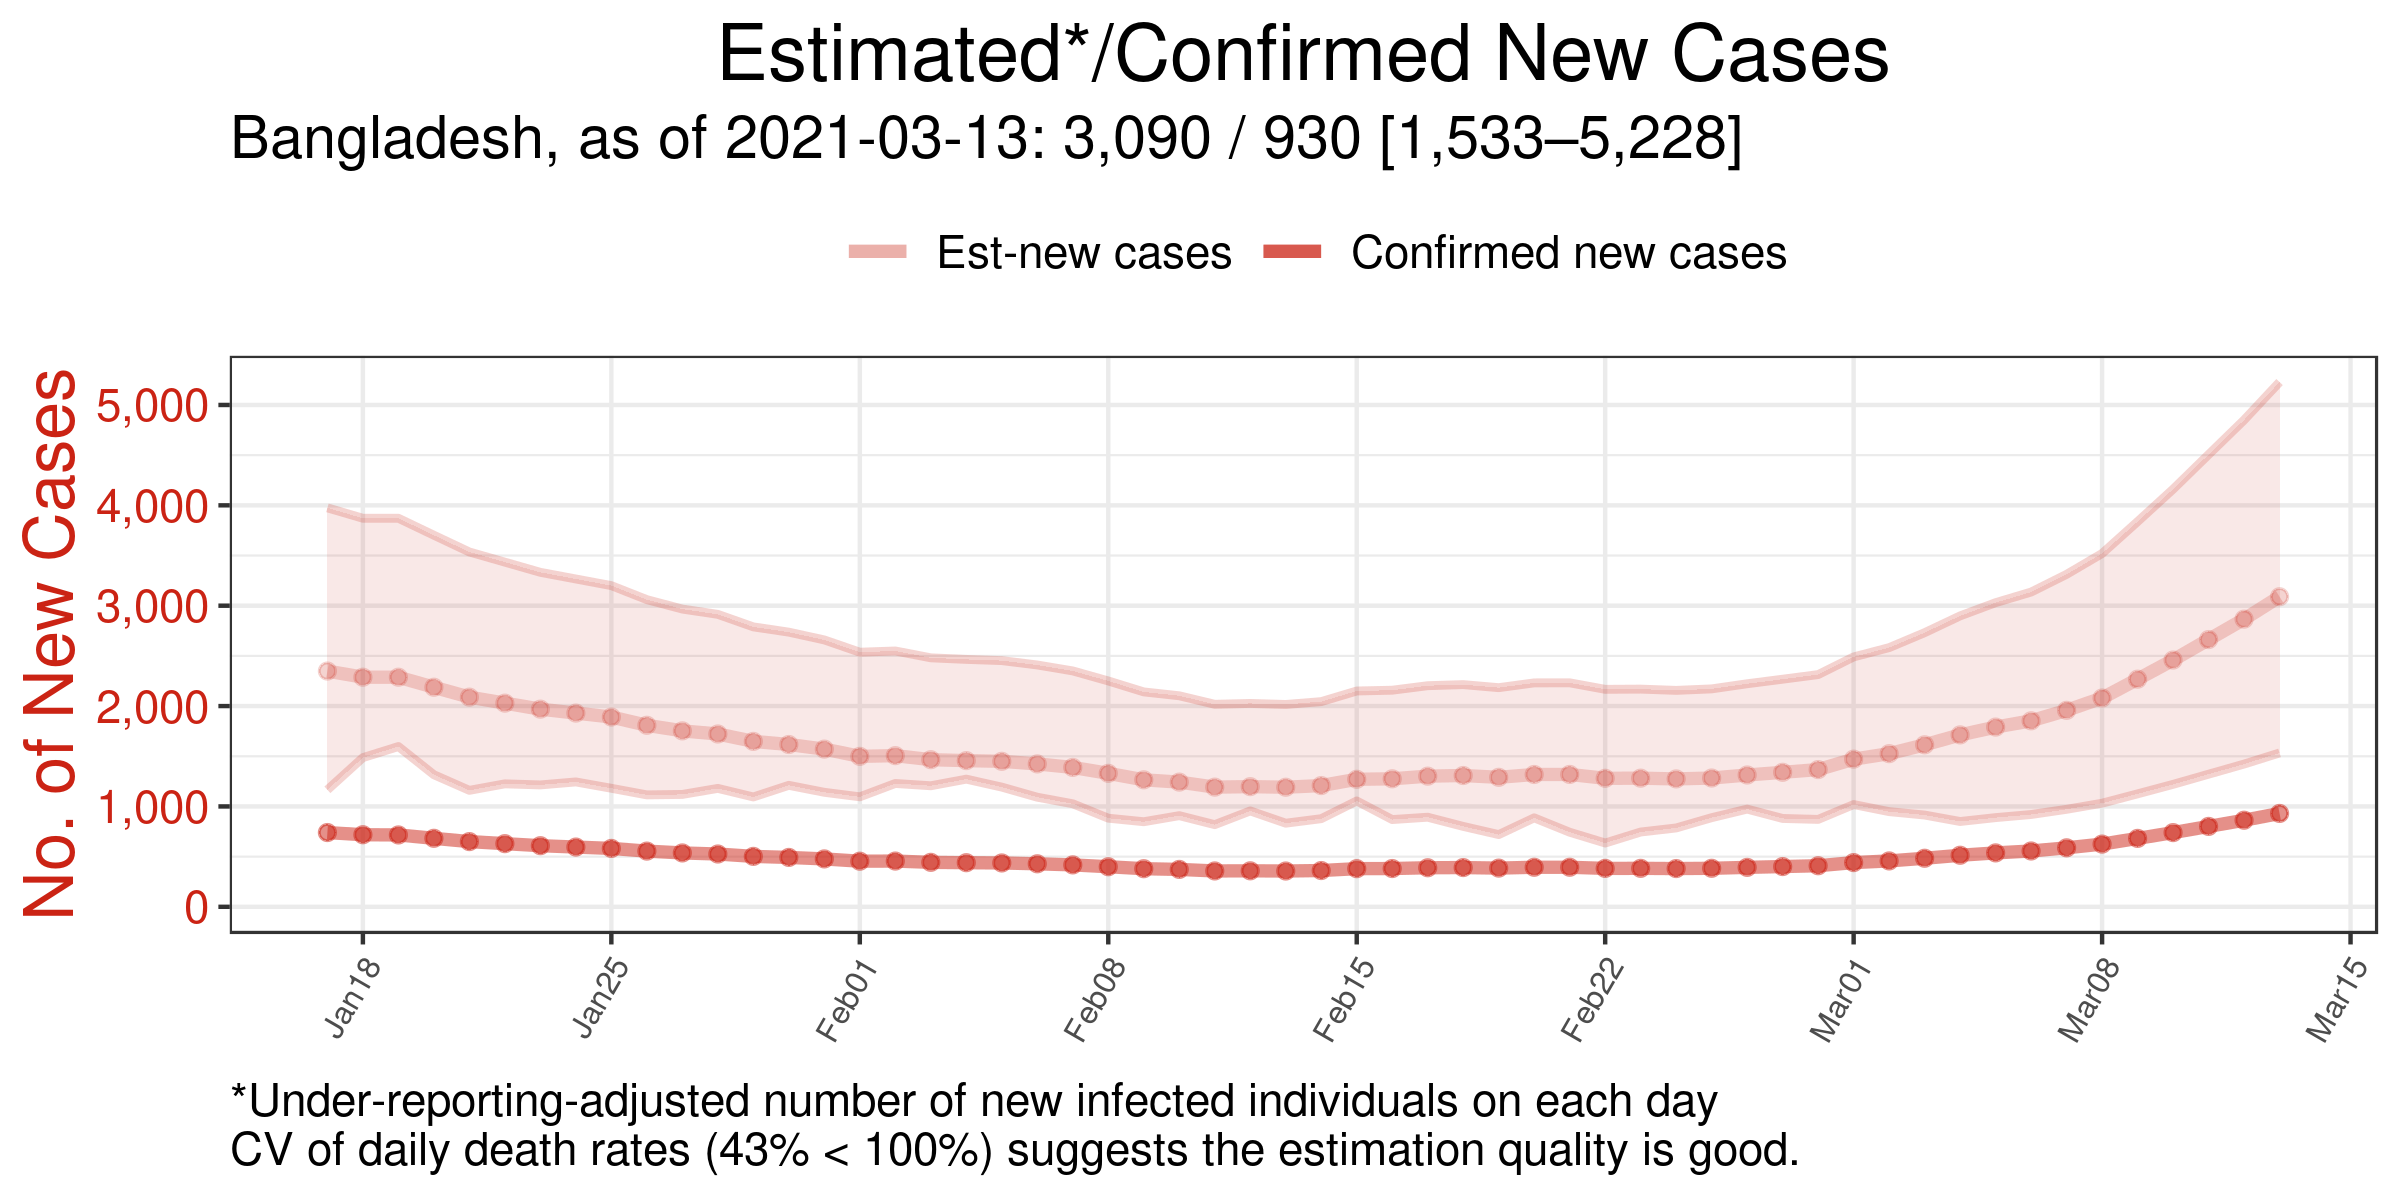 Estimated*/Confirmed New Cases
Bangladesh, as of 2021-03-13: 3,090 / 930 [1,533–5,228]
Est-new cases
Confirmed new cases
No. of New Cases
5,000
4,000
3,000
2,000
1,000
0
Jan18
Jan25
Feb01
Feb08
Feb15
Feb22
Mar01
Mar08
Mar15
*Under-reporting-adjusted number of new infected individuals on each day
CV of daily death rates (43% < 100%) suggests the estimation quality is good.